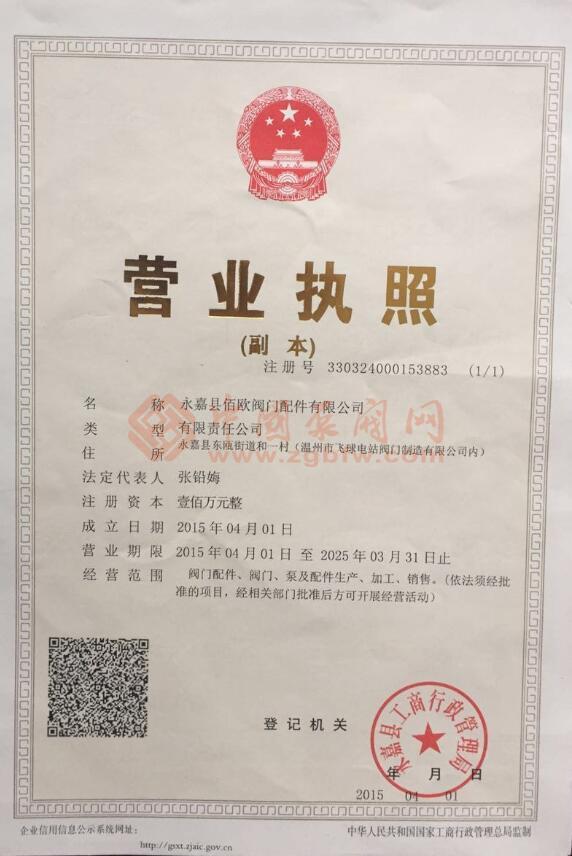 营业执照
(副本)
注册号 330324000153883 (1/1)
名称 永嘉县佰欧阀门配件有限公司
类型 有限责任公司
住所 永嘉县东瓯街道和一村（温州市飞球电站阀门制造有限公司内）
法定代表人 张铅娒
注册资本 壹佰万元整
成立日期 2015年04月01日
营业期限 2015年04月01日至2025年03月31日止
经营范围 阀门配件、阀门、泵及配件生产、加工、销售。（依法须经批
准的项目，经相关部门批准后方可开展经营活动）
中国泵阀网
www.zgbfw.com
登记机关
永嘉县工商行政管理局
年 月 日
2015 04 01
企业信用信息公示系统网址：
http://gsxt.zjaic.gov.cn
中华人民共和国国家工商行政管理总局监制